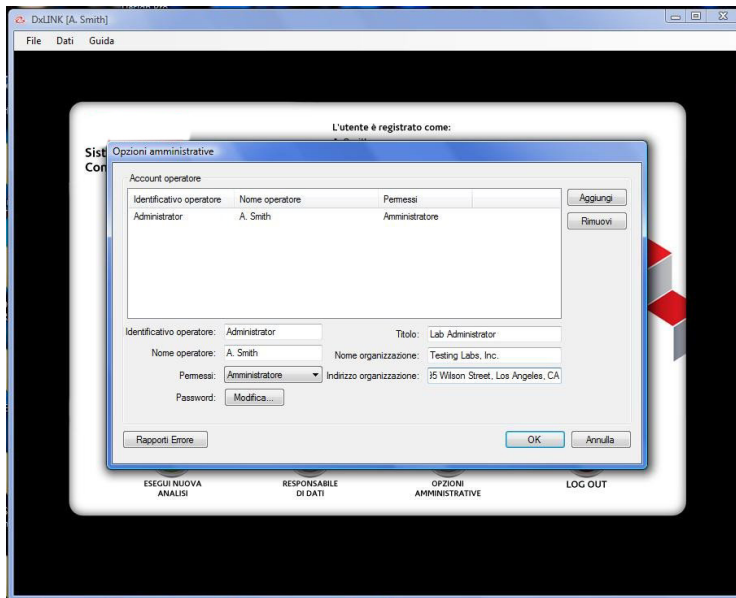 DxLINK [A. Smith]
File Dati Guida
L'utente è registrato come:
Opzioni amministrative
Account operatore
Identificativo operatore Nome operatore Permessi
Administrator A. Smith Amministratore
Aggiungi
Rimuovi
Identificativo operatore: Administrator Titolo: Lab Administrator
Nome operatore: A. Smith Nome organizzazione: Testing Labs, Inc.
Permessi: Amministratore Indirizzo organizzazione: 95 Wilson Street, Los Angeles, CA
Password: Modifica...
Rapporti Errore OK Annulla
ESEGUI NUOVA ANALISI
RESPONSABILE DI DATI
OPZIONI AMMINISTRATIVE
LOG OUT